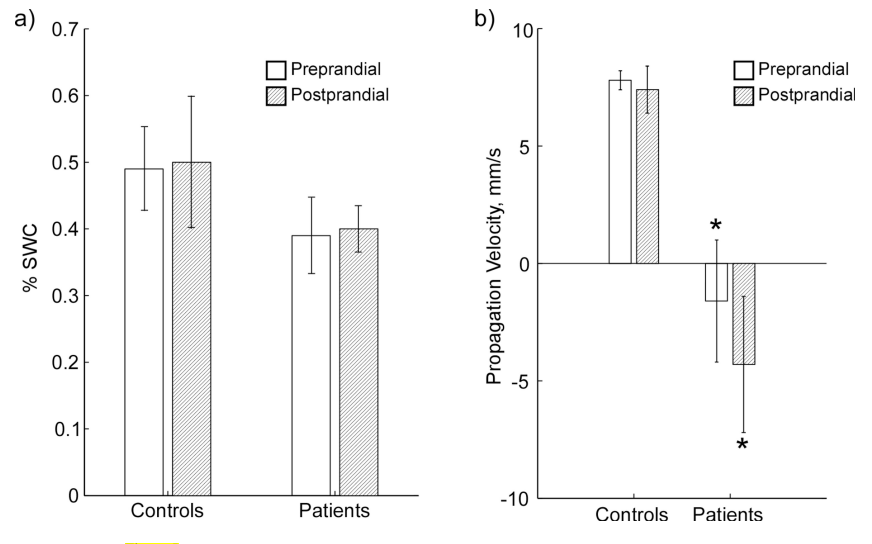 a)
0.7
0.6
0.5
0.4
0.3
0.2
0.1
0
% SWC
Preprandial
Postprandial
Controls
Patients
b)
10
5
0
-5
-10
Propagation Velocity, mm/s
Preprandial
Postprandial
*
*
Controls
Patients